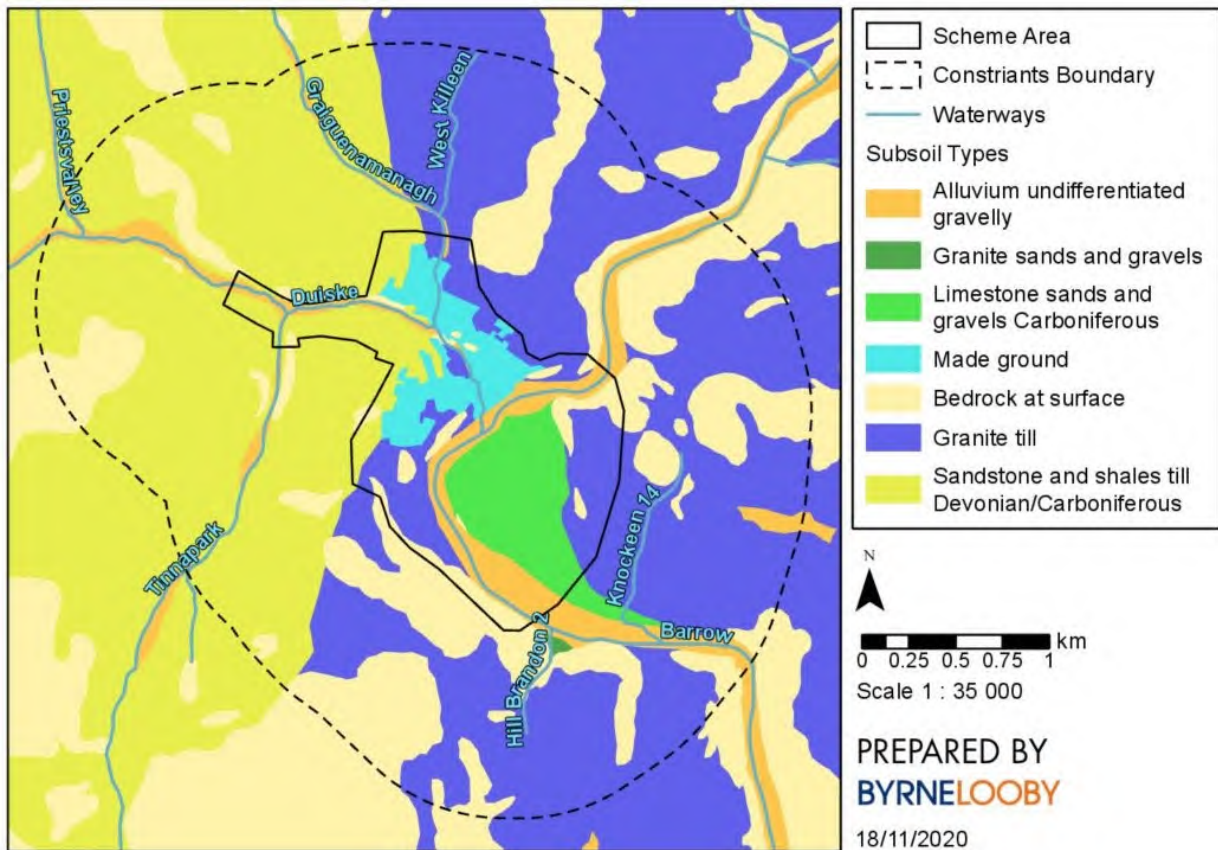 Priestsvalley
Graiguenamanagh
West Killeen
Duiske
Tinnapark
Knockeen 14
Barrow
Hill Brandon 2
Scheme Area
Constriants Boundary
Waterways
Subsoil Types
Alluvium undifferentiated
gravelly
Granite sands and gravels
Limestone sands and
gravels Carboniferous
Made ground
Bedrock at surface
Granite till
Sandstone and shales till
Devonian/Carboniferous
N
km
0 0.25 0.5 0.75 1
Scale 1 : 35 000
PREPARED BY
BYRNELOOBY
18/11/2020